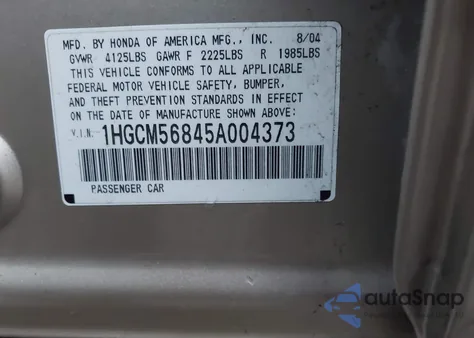 MFD. BY HONDA OF AMERICA MFG., INC. 8/04
GVWR 4125LBS GAWR F 2225LBS R 1985LBS
THIS VEHICLE CONFORMS TO ALL APPLICABLE
FEDERAL MOTOR VEHICLE SAFETY, BUMPER,
AND THEFT PREVENTION STANDARDS IN EFFECT
ON THE DATE OF MANUFACTURE SHOWN ABOVE:
V.I.N. 1HGCM56845A004373
PASSENGER CAR
autoSnap